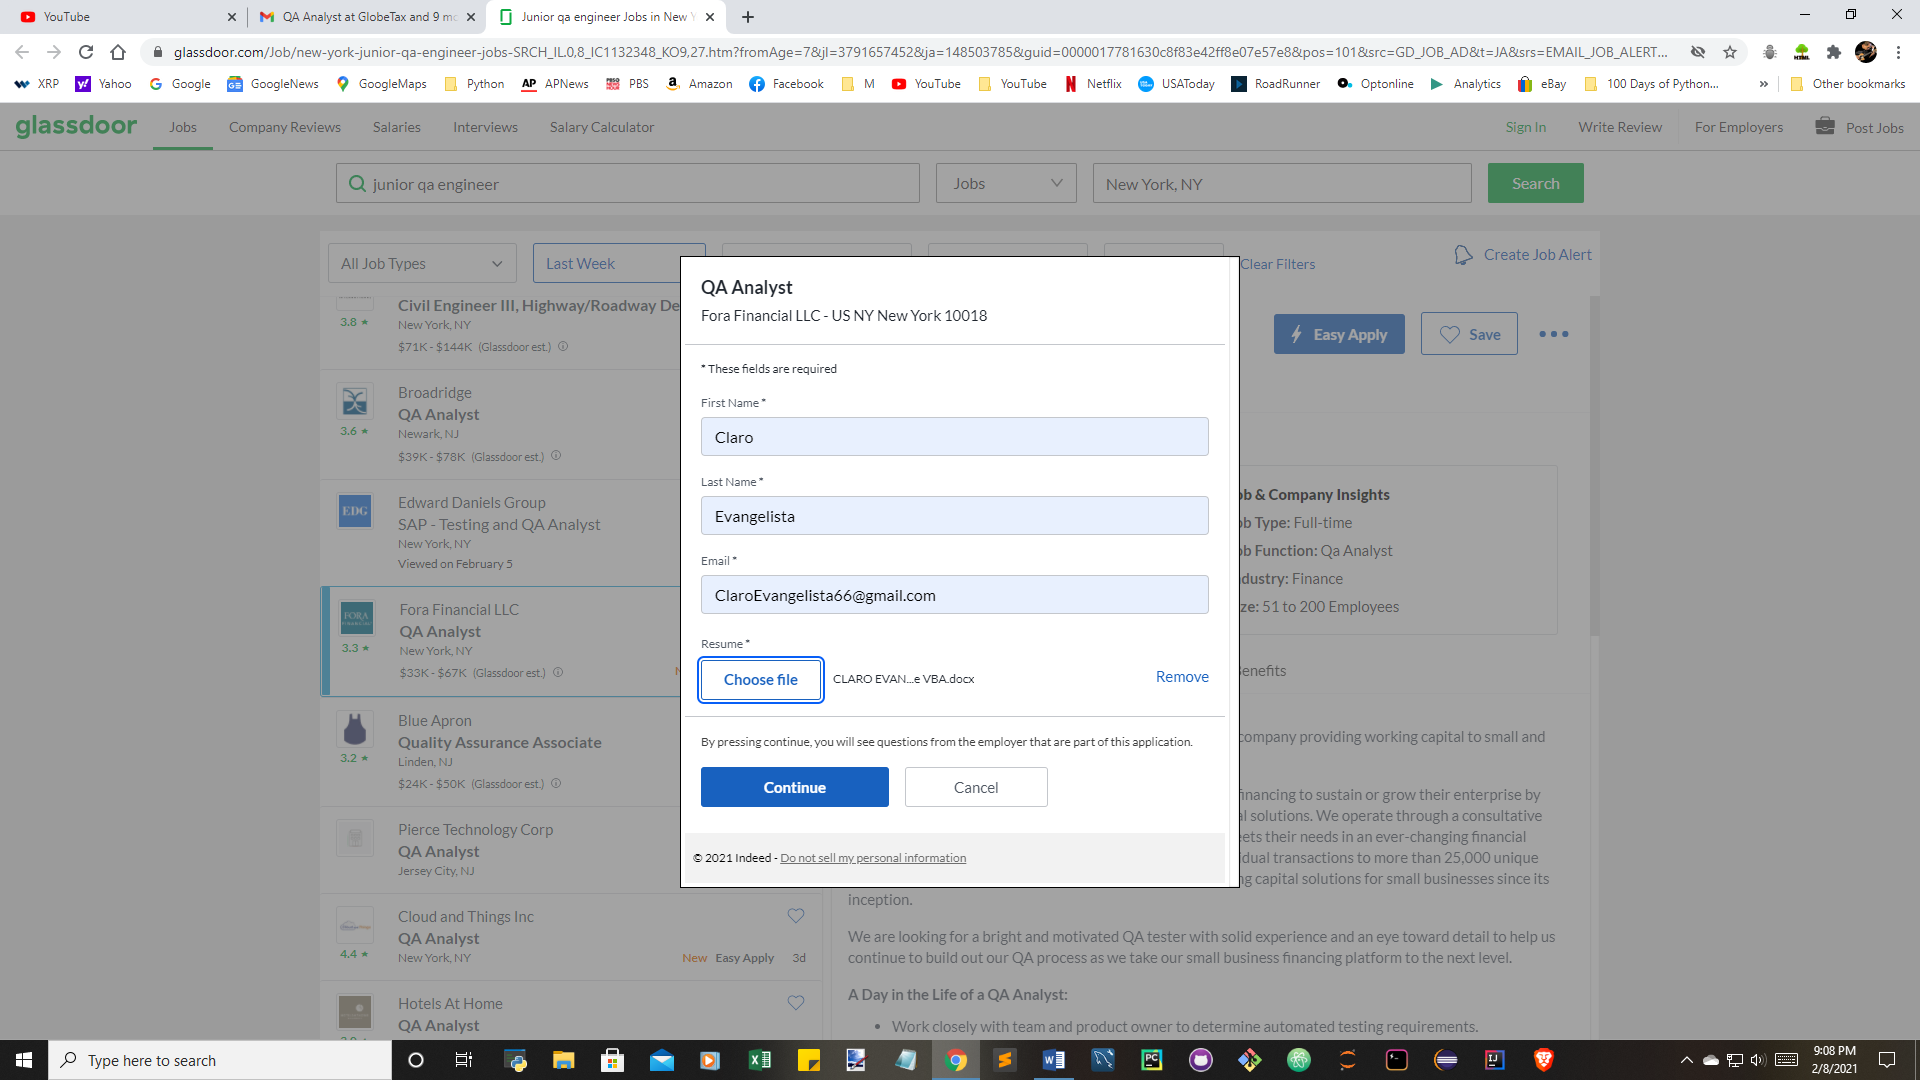 YouTube
QA Analyst at GlobeTax and 9 mo
Junior qa engineer Jobs in New Y
glassdoor.com/Job/new-york-junior-qa-engineer-jobs-SRCH_IL.0,8_IC1132348_KO9,27.htm?fromAge=7&jl=3791657452&ja=148503785&guid=0000017781630c8f83e42ff8e07e57e8&pos=101&src=GD_JOB_AD&t=JA&srs=EMAIL_JOB_ALERT...
XRP Yahoo Google GoogleNews GoogleMaps Python APNews PBS Amazon Facebook M YouTube YouTube Netflix USAToday RoadRunner Optonline Analytics eBay 100 Days of Python... » Other bookmarks
glassdoor Jobs Company Reviews Salaries Interviews Salary Calculator Sign In Write Review For Employers Post Jobs
junior qa engineer Jobs New York, NY Search
All Job Types Last Week Clear Filters Create Job Alert
Civil Engineer III, Highway/Roadway De
3.8 ★ New York, NY
$71K - $144K (Glassdoor est.)
Easy Apply Save
Broadridge
QA Analyst
3.6 ★ Newark, NJ
$39K - $78K (Glassdoor est.)
EDG
Edward Daniels Group
SAP - Testing and QA Analyst
New York, NY
Viewed on February 5
FORA FINANCIAL
Fora Financial LLC
QA Analyst
3.3 ★ New York, NY
$33K - $67K (Glassdoor est.)
Blue Apron
Quality Assurance Associate
3.2 ★ Linden, NJ
$24K - $50K (Glassdoor est.)
Pierce Technology Corp
QA Analyst
Jersey City, NJ
Cloud and Things Inc
QA Analyst
4.4 ★ New York, NY New Easy Apply 3d
Hotels At Home
QA Analyst
QA Analyst
Fora Financial LLC - US NY New York 10018
* These fields are required
First Name *
Claro
Last Name *
Evangelista
Email *
ClaroEvangelista66@gmail.com
Resume *
Choose file CLARO EVAN...e VBA.docx Remove
By pressing continue, you will see questions from the employer that are part of this application.
Continue Cancel
© 2021 Indeed - Do not sell my personal information
ob & Company Insights
ob Type: Full-time
ob Function: Qa Analyst
ndustry: Finance
ze: 51 to 200 Employees
Benefits
company providing working capital to small and
financing to sustain or grow their enterprise by
al solutions. We operate through a consultative
eets their needs in an ever-changing financial
idual transactions to more than 25,000 unique
ng capital solutions for small businesses since its
inception.
We are looking for a bright and motivated QA tester with solid experience and an eye toward detail to help us
continue to build out our QA process as we take our small business financing platform to the next level.
A Day in the Life of a QA Analyst:
• Work closely with team and product owner to determine automated testing requirements.
Type here to search
9:08 PM
2/8/2021